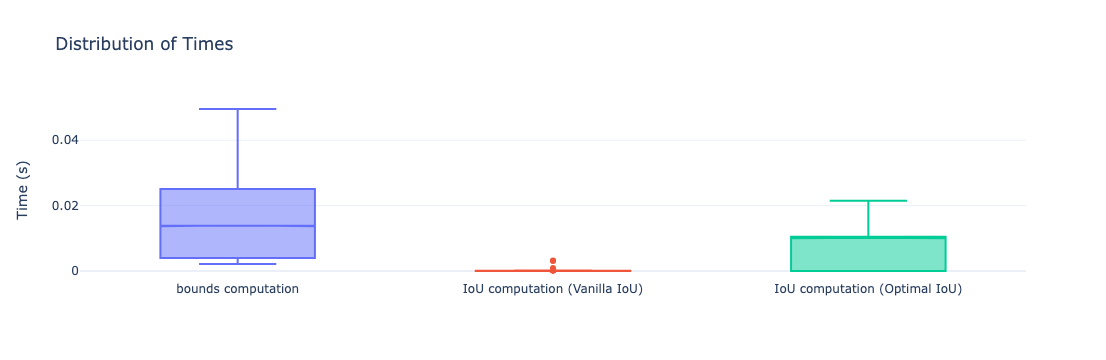 Distribution of Times
Time (s)
0.04
0.02
0
bounds computation
IoU computation (Vanilla IoU)
IoU computation (Optimal IoU)